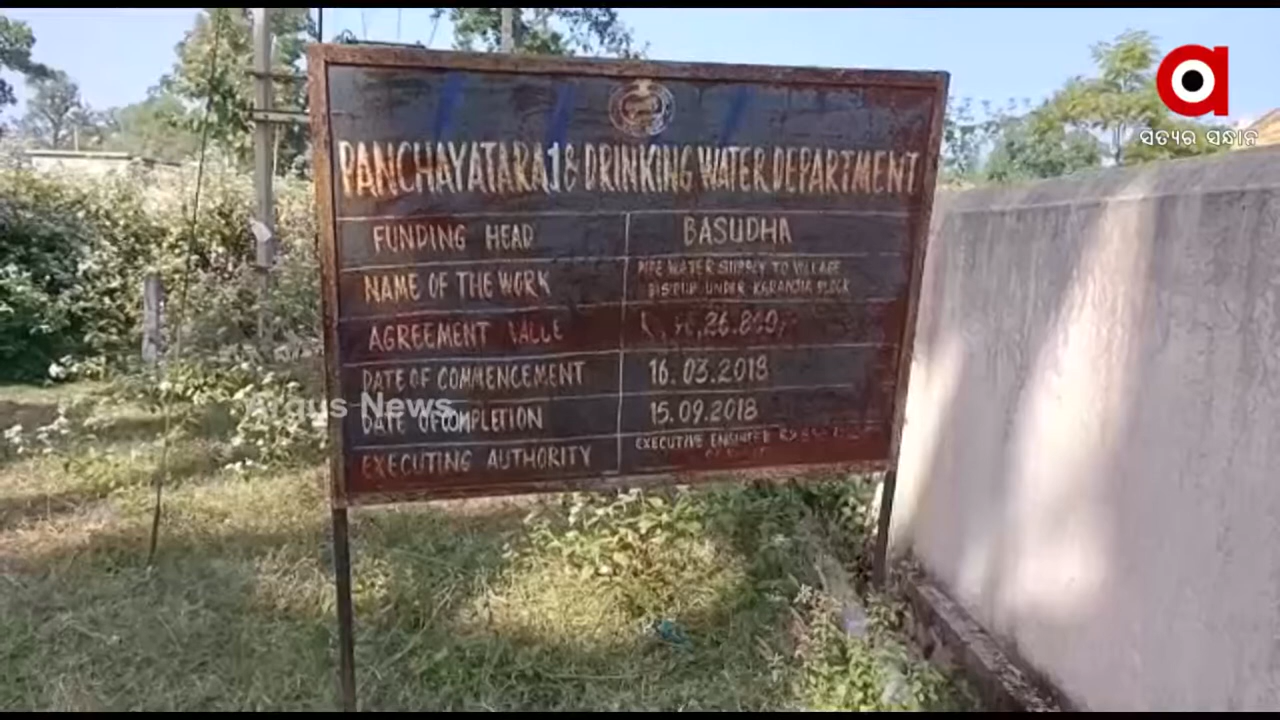 ସତ୍ୟର ସନ୍ଧାନ
PANCHAYATARAJ & DRINKING WATER DEPARTMENT
FUNDING HEAD BASUDHA
NAME OF THE WORK PIPE WATER SUPPLY TO VILLAGE
UNDER KARANJIA BLOCK
AGREEMENT VALUE
DATE OF COMMENCEMENT 16.03.2018
Argus News
DATE OF COMPLETION 15.09.2018
EXECUTING AUTHORITY EXECUTIVE ENGINEER